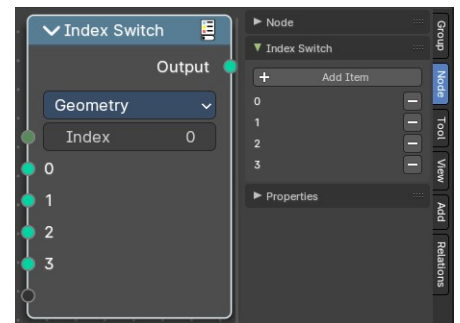 Index Switch
Output
Geometry
Index 0
0
1
2
3
Node
Index Switch
+ Add Item
0
1
2
3
Properties
Group
Node
Tool
View
Add
Relations